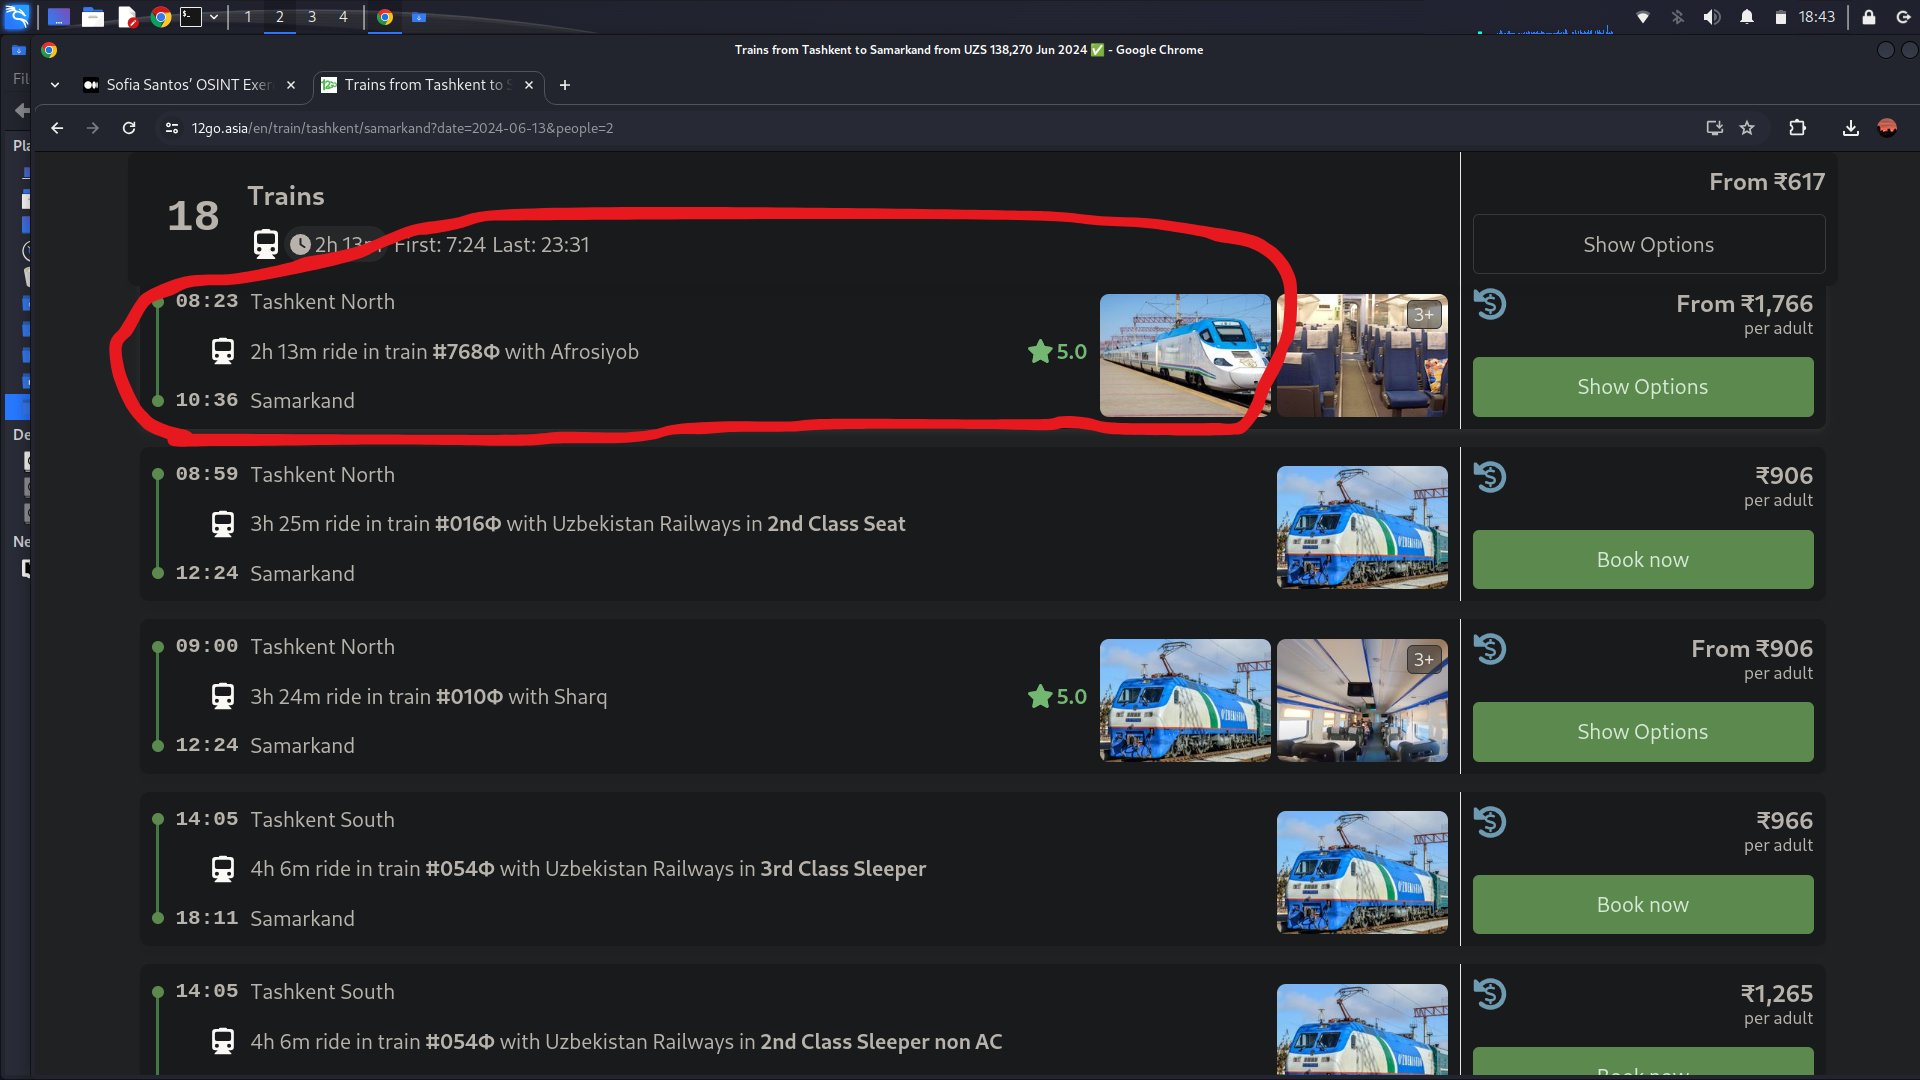 1 2 3 4
18:43
Trains from Tashkent to Samarkand from UZS 138,270 Jun 2024 ✅ - Google Chrome
Sofia Santos’ OSINT Exer
Trains from Tashkent to S
12go.asia/en/train/tashkent/samarkand?date=2024-06-13&people=2
Fil
Pla
De
Ne
18
Trains
2h 13m First: 7:24 Last: 23:31
From ₹617
Show Options
08:23 Tashkent North
2h 13m ride in train #768Ф with Afrosiyob
5.0
10:36 Samarkand
3+
From ₹1,766
per adult
Show Options
08:59 Tashkent North
3h 25m ride in train #016Ф with Uzbekistan Railways in 2nd Class Seat
12:24 Samarkand
₹906
per adult
Book now
09:00 Tashkent North
3h 24m ride in train #010Ф with Sharq
5.0
12:24 Samarkand
3+
From ₹906
per adult
Show Options
14:05 Tashkent South
4h 6m ride in train #054Ф with Uzbekistan Railways in 3rd Class Sleeper
18:11 Samarkand
₹966
per adult
Book now
14:05 Tashkent South
4h 6m ride in train #054Ф with Uzbekistan Railways in 2nd Class Sleeper non AC
₹1,265
per adult
Book now